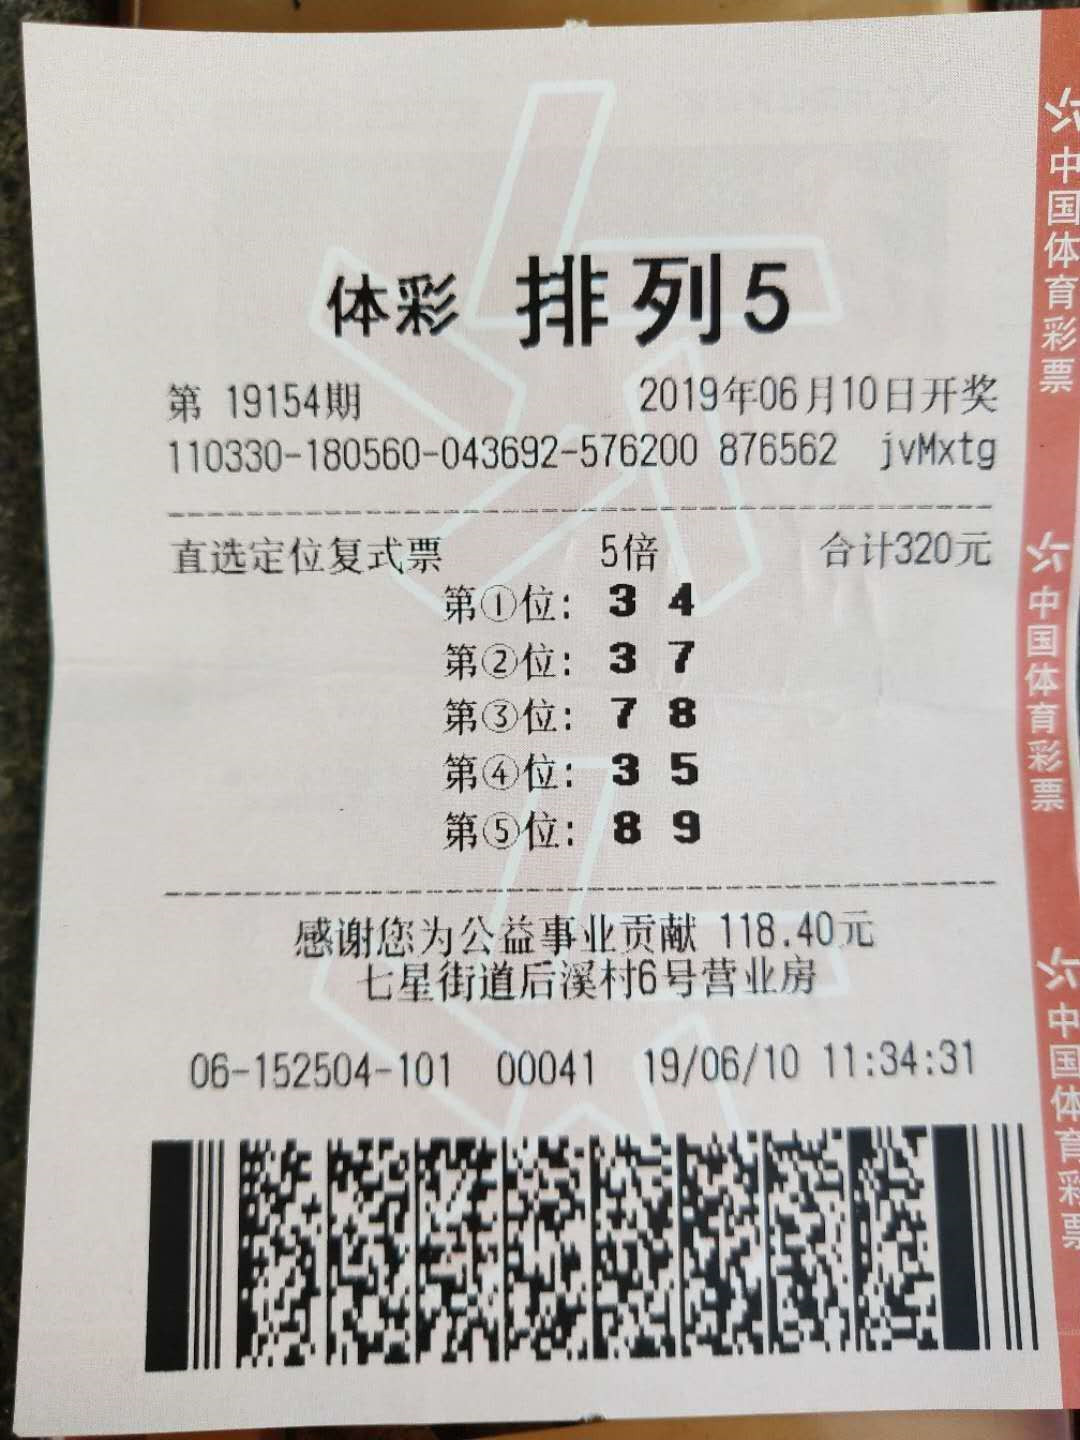 体彩 排列5
第 19154期 2019年06月10日开奖
110330-180560-043692-576200 876562 jvMxtg
直选定位复式票 5倍 合计320元
第①位: 3 4
第②位: 3 7
第③位: 7 8
第④位: 3 5
第⑤位: 8 9
感谢您为公益事业贡献 118.40元
七星街道后溪村6号营业房
06-152504-101 00041 19/06/10 11:34:31
中国体育彩票
中国体育彩票
中国体育彩票